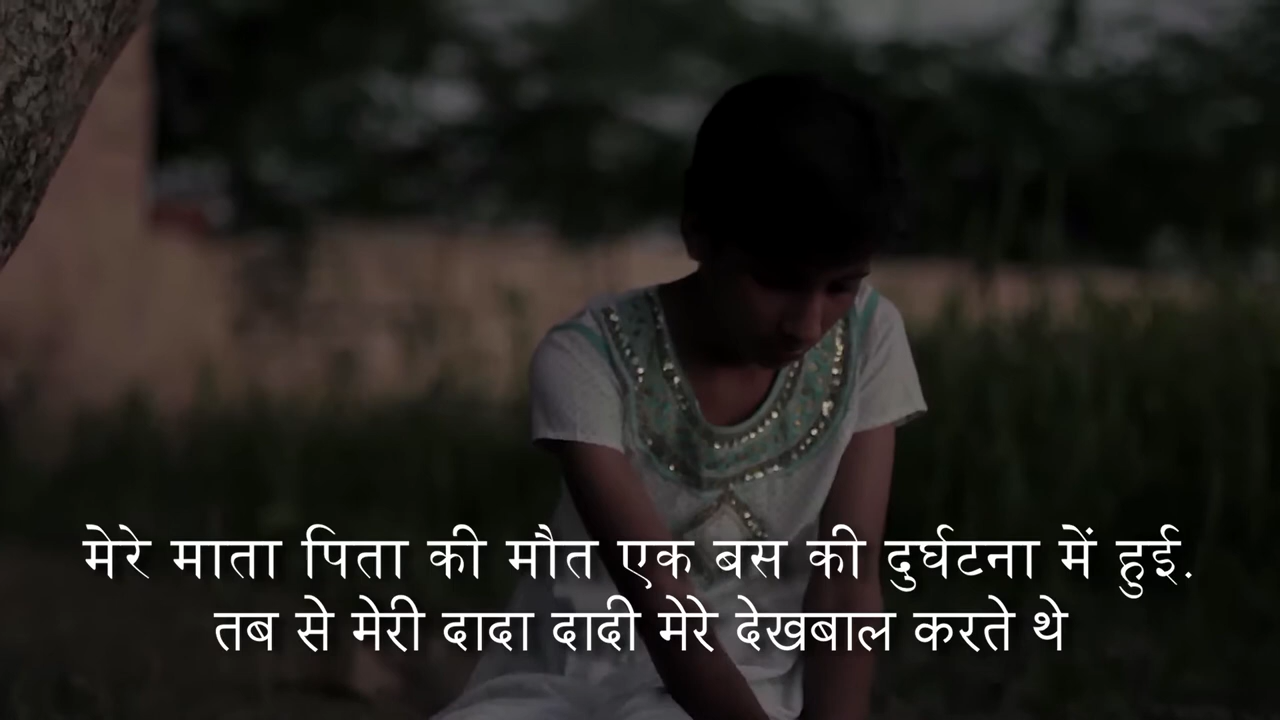 मेरे माता पिता की मौत एक बस की दुर्घटना में हुई.
तब से मेरी दादा दादी मेरे देखबाल करते थे